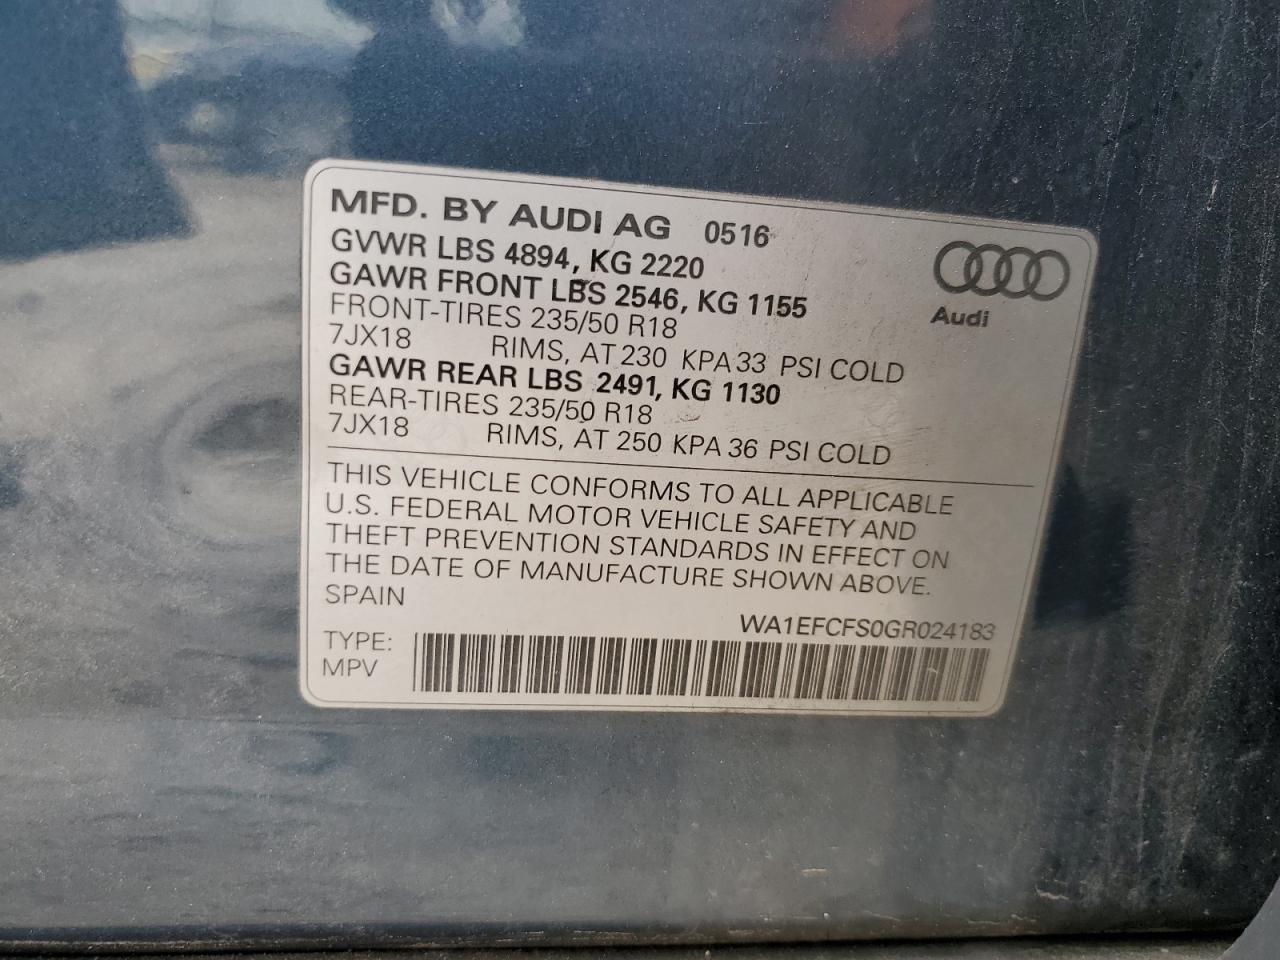 MFD. BY AUDI AG 0516
GVWR LBS 4894, KG 2220
GAWR FRONT LBS 2546, KG 1155
FRONT-TIRES 235/50 R18
7JX18 RIMS, AT 230 KPA 33 PSI COLD
GAWR REAR LBS 2491, KG 1130
REAR-TIRES 235/50 R18
7JX18 RIMS, AT 250 KPA 36 PSI COLD
Audi
THIS VEHICLE CONFORMS TO ALL APPLICABLE
U.S. FEDERAL MOTOR VEHICLE SAFETY AND
THEFT PREVENTION STANDARDS IN EFFECT ON
THE DATE OF MANUFACTURE SHOWN ABOVE.
SPAIN
WA1EFCFS0GR024183
TYPE:
MPV